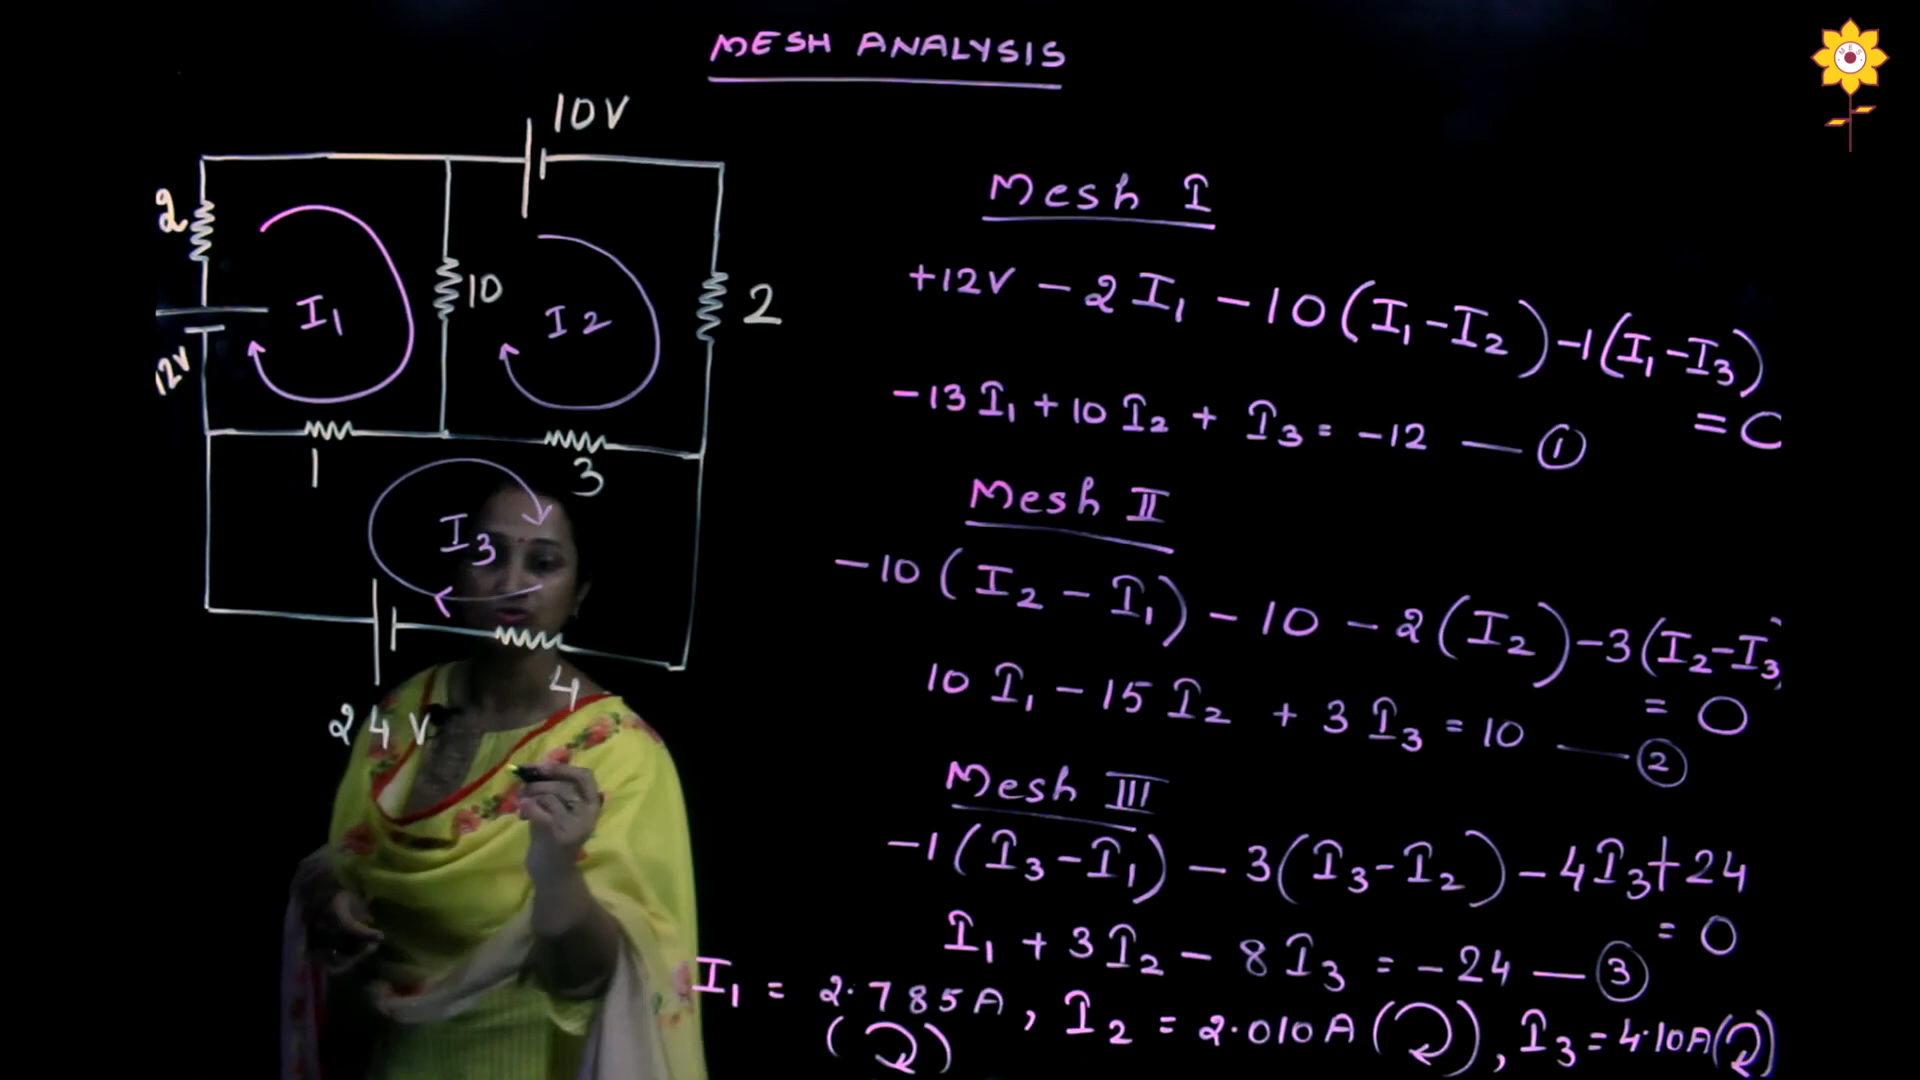 MESH ANALYSIS
10V
2
10
2
I₁
I₂
12V
1
3
I₃
4
24V
Mesh I
+12V − 2I₁ − 10(I₁−I₂) −1(I₁−I₃)
= 0
−13I₁ + 10I₂ + I₃ = −12 — ①
Mesh II
−10(I₂ − I₁) − 10 − 2(I₂) −3(I₂−I₃)
= 0
10I₁ − 15I₂ + 3I₃ = 10 — ②
Mesh III
−1(I₃−I₁) − 3(I₃−I₂) − 4I₃ + 24
= 0
I₁ + 3I₂ − 8I₃ = −24 — ③
I₁ = 2.785A, I₂ = 2.010A (↻), I₃ = 4.10A (↻)
(↻)
MES